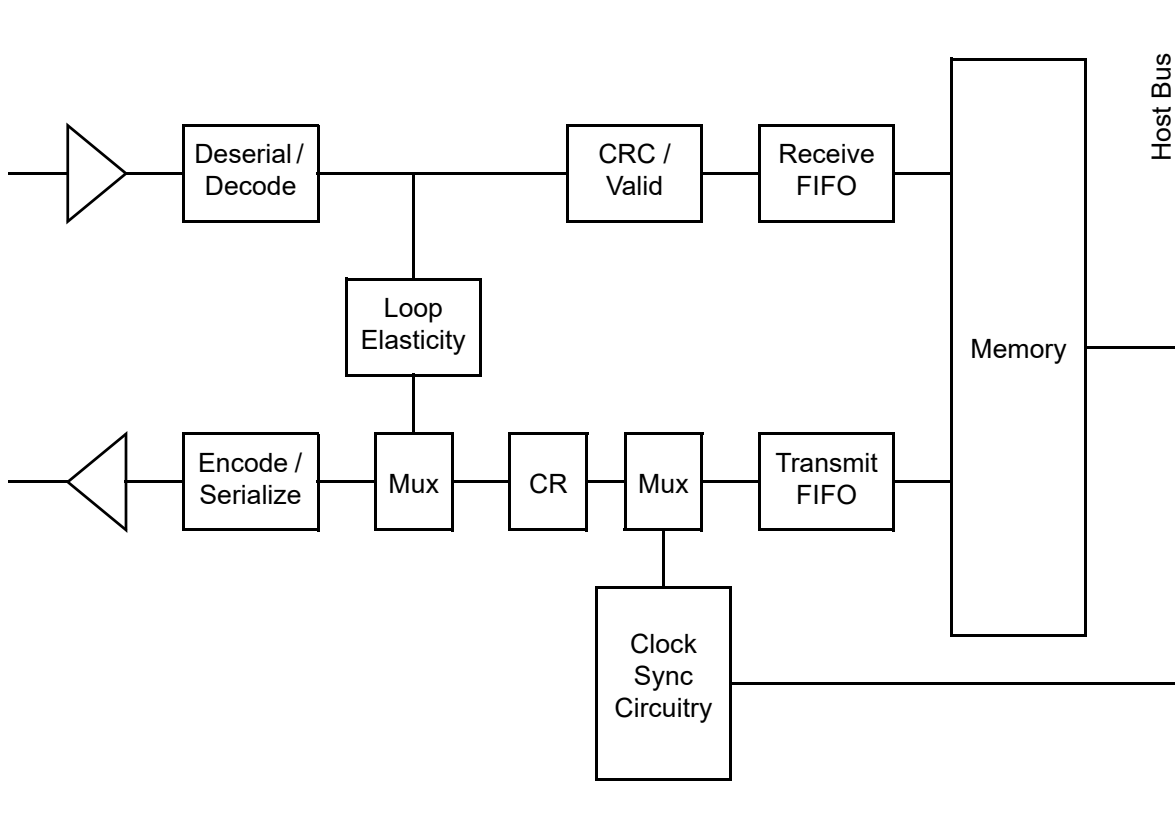 Host Bus
Deserial /
Decode
CRC /
Valid
Receive
FIFO
Loop
Elasticity
Memory
Encode /
Serialize
Mux
CR
Mux
Transmit
FIFO
Clock
Sync
Circuitry